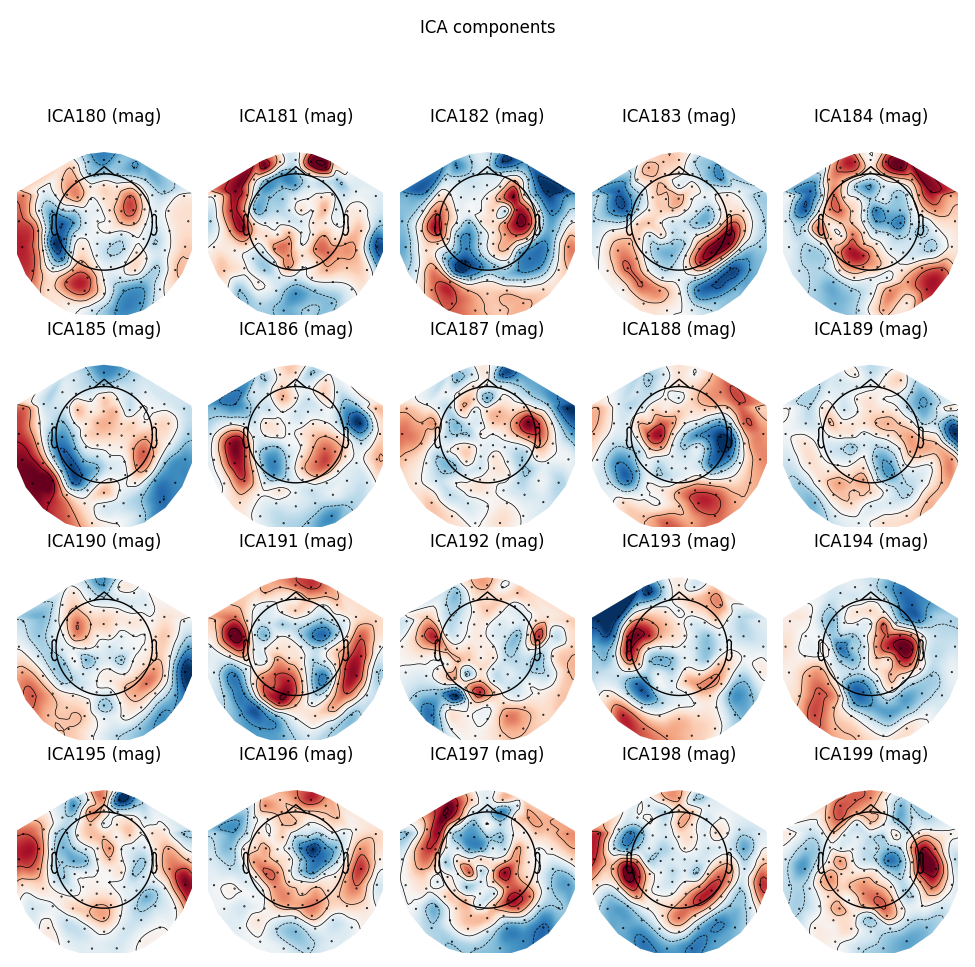 ICA components
ICA180 (mag) ICA181 (mag) ICA182 (mag) ICA183 (mag) ICA184 (mag)
ICA185 (mag) ICA186 (mag) ICA187 (mag) ICA188 (mag) ICA189 (mag)
ICA190 (mag) ICA191 (mag) ICA192 (mag) ICA193 (mag) ICA194 (mag)
ICA195 (mag) ICA196 (mag) ICA197 (mag) ICA198 (mag) ICA199 (mag)